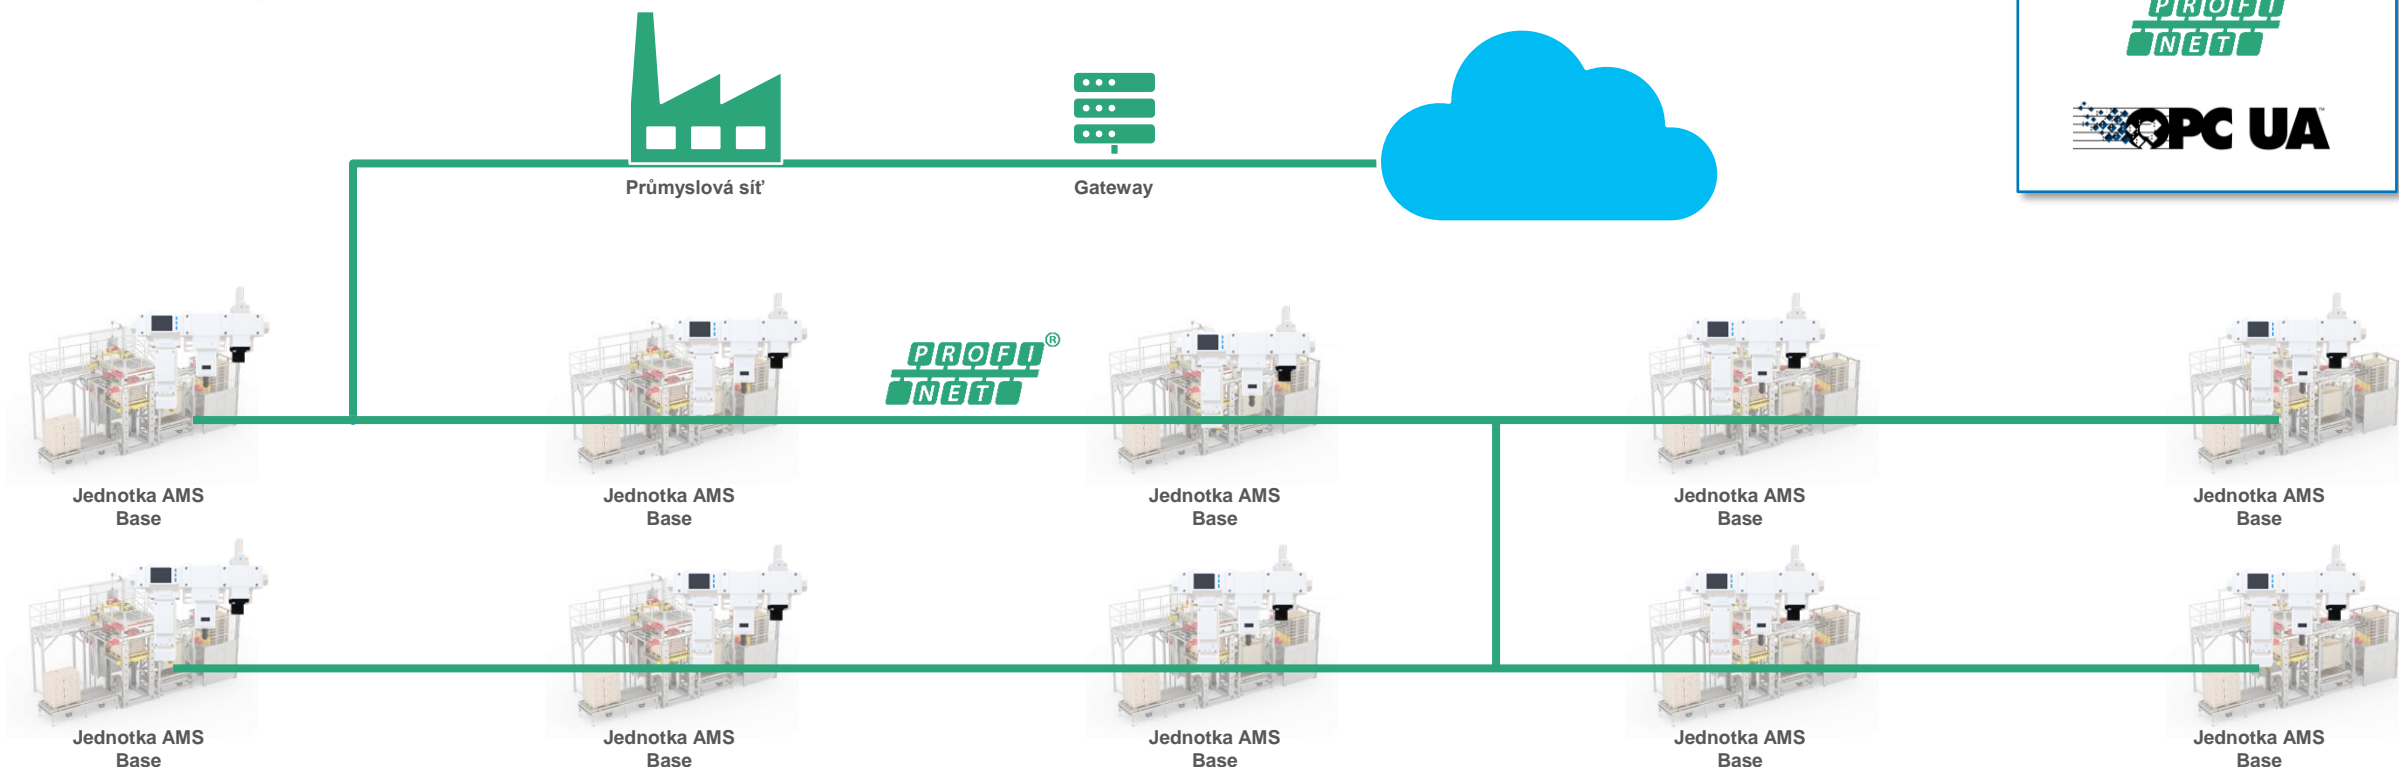 PROFI
NET
OPC UA™
Průmyslová síť
Gateway
PROFI®
NET
Jednotka AMS
Base
Jednotka AMS
Base
Jednotka AMS
Base
Jednotka AMS
Base
Jednotka AMS
Base
Jednotka AMS
Base
Jednotka AMS
Base
Jednotka AMS
Base
Jednotka AMS
Base
Jednotka AMS
Base